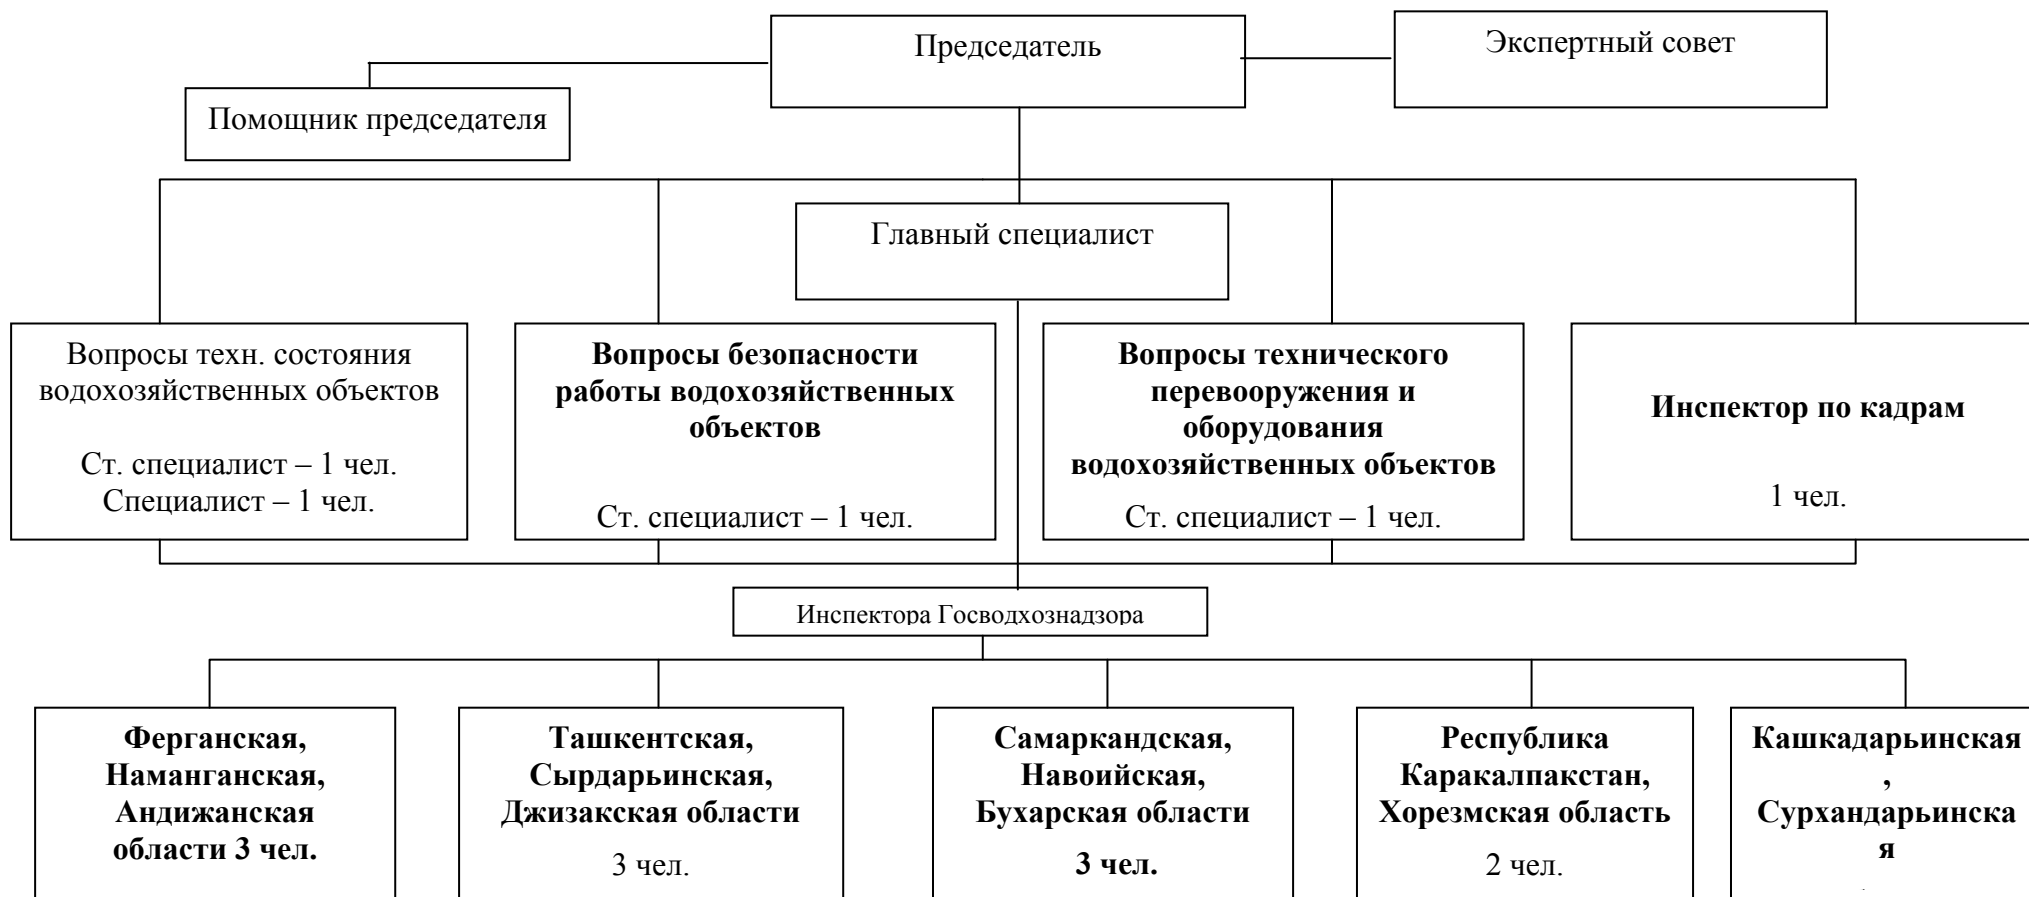 Председатель
Экспертный совет
Помощник председателя
Главный специалист
Вопросы техн. состояния
водохозяйственных объектов
Ст. специалист – 1 чел.
Специалист – 1 чел.
Вопросы безопасности
работы водохозяйственных
объектов
Ст. специалист – 1 чел.
Вопросы технического
перевооружения и
оборудования
водохозяйственных объектов
Ст. специалист – 1 чел.
Инспектор по кадрам
1 чел.
Инспектора Госводхознадзора
Ферганская,
Наманганская,
Андижанская
области 3 чел.
Ташкентская,
Сырдарьинская,
Джизакская области
3 чел.
Самаркандская,
Навоийская,
Бухарская области
3 чел.
Республика
Каракалпакстан,
Хорезмская область
2 чел.
Кашкадарьинская
,
Сурхандарьинска
я